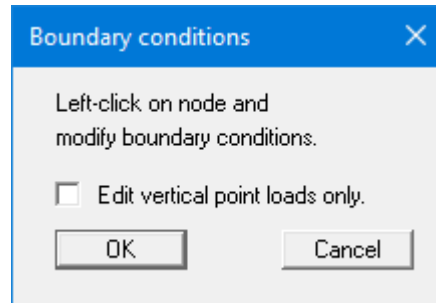 Boundary conditions
Left-click on node and
modify boundary conditions.
Edit vertical point loads only.
OK Cancel